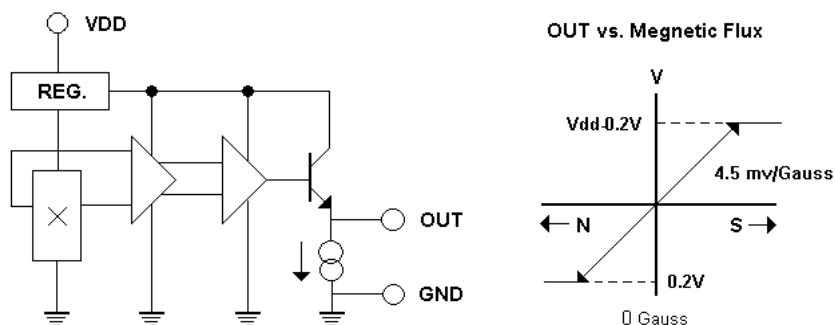 VDD
REG.
OUT
GND
OUT vs. Megnetic Flux
V
Vdd-0.2V
4.5 mv/Gauss
N
S
0.2V
0 Gauss